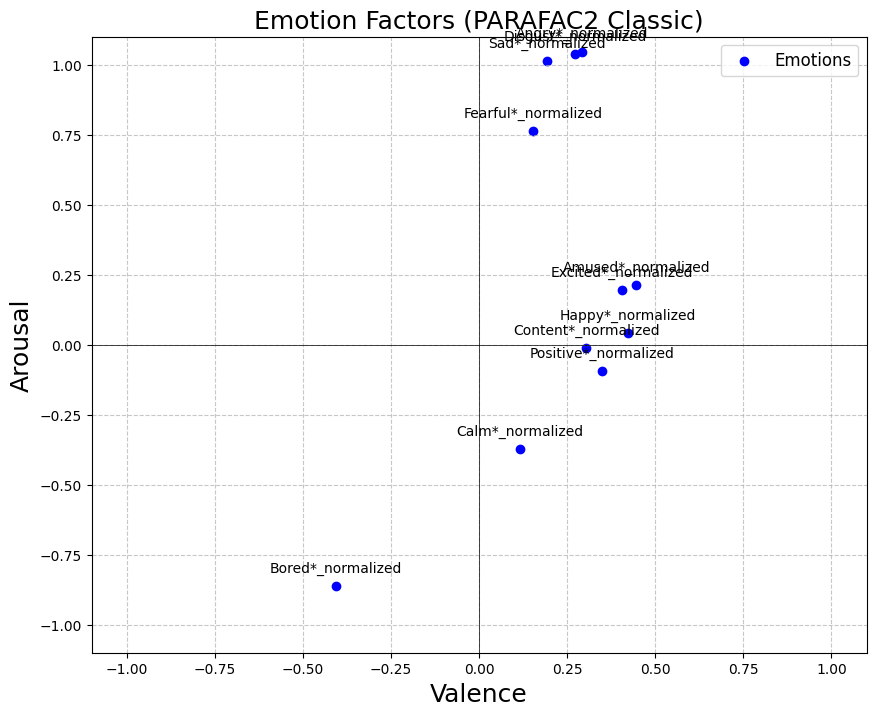 Emotion Factors (PARAFAC2 Classic)
Angry*_normalized
Disgust*_normalized
Sad*_normalized
Emotions
Fearful*_normalized
Amused*_normalized
Excited*_normalized
Happy*_normalized
Content*_normalized
Positive*_normalized
Calm*_normalized
Bored*_normalized
1.00
0.75
0.50
0.25
0.00
−0.25
−0.50
−0.75
−1.00
Arousal
−1.00 −0.75 −0.50 −0.25 0.00 0.25 0.50 0.75 1.00
Valence